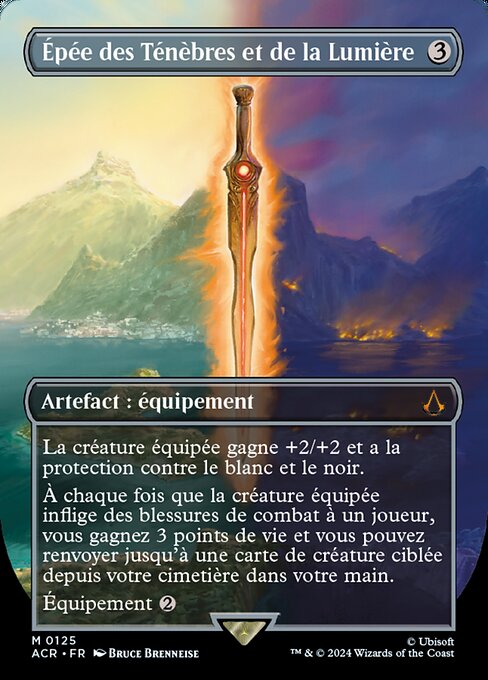 Épée des Ténèbres et de la Lumière 3
Artefact : équipement
La créature équipée gagne +2/+2 et a la
protection contre le blanc et le noir.
À chaque fois que la créature équipée
inflige des blessures de combat à un joueur,
vous gagnez 3 points de vie et vous pouvez
renvoyer jusqu'à une carte de créature ciblée
depuis votre cimetière dans votre main.
Équipement 2
M 0125
ACR • FR Bruce Brenneise
© Ubisoft
™ & © 2024 Wizards of the Coast